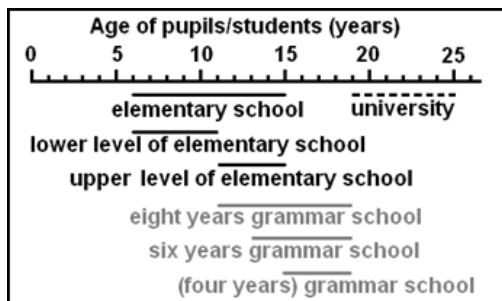 Age of pupils/students (years)
0 5 10 15 20 25
elementary school university
lower level of elementary school
upper level of elementary school
eight years grammar school
six years grammar school
(four years) grammar school